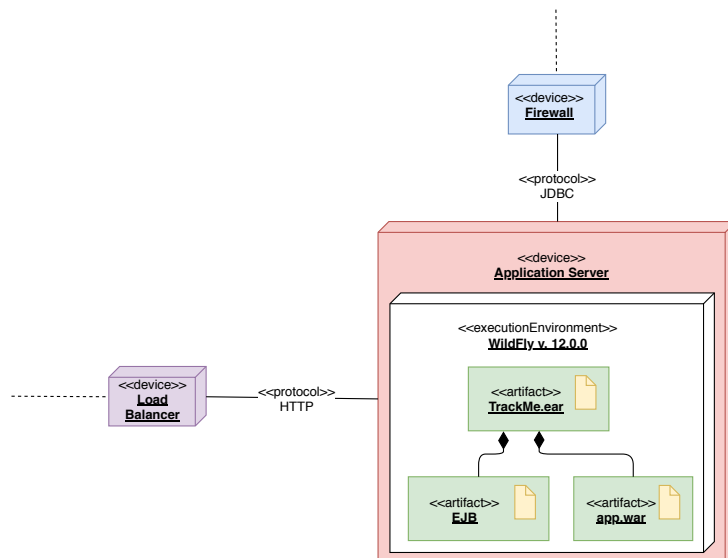 <<device>>
Firewall
<<protocol>>
JDBC
<<device>>
Application Server
<<executionEnvironment>>
WildFly v. 12.0.0
<<device>>
Load
Balancer
<<protocol>>
HTTP
<<artifact>>
TrackMe.ear
<<artifact>>
EJB
<<artifact>>
app.war